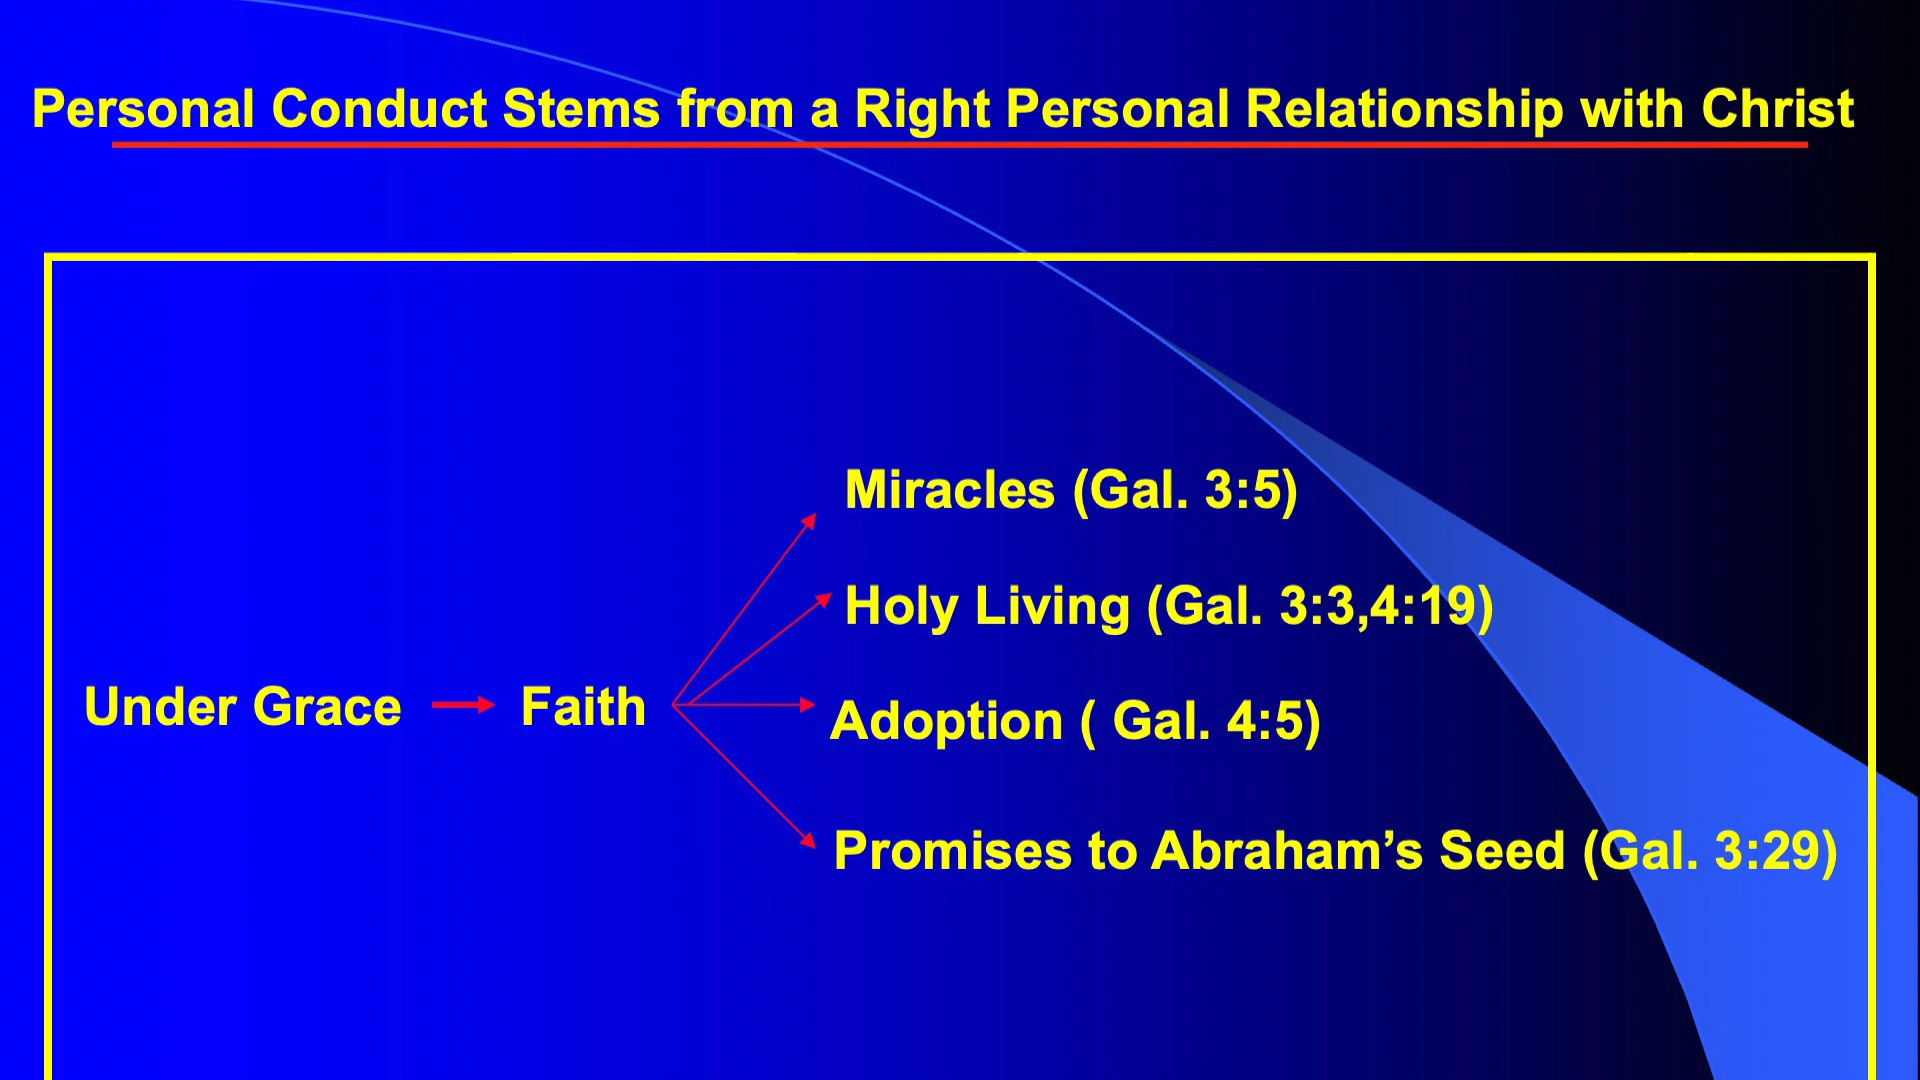 Personal Conduct Stems from a Right Personal Relationship with Christ
Miracles (Gal. 3:5)
Holy Living (Gal. 3:3,4:19)
Under Grace Faith
Adoption ( Gal. 4:5)
Promises to Abraham’s Seed (Gal. 3:29)